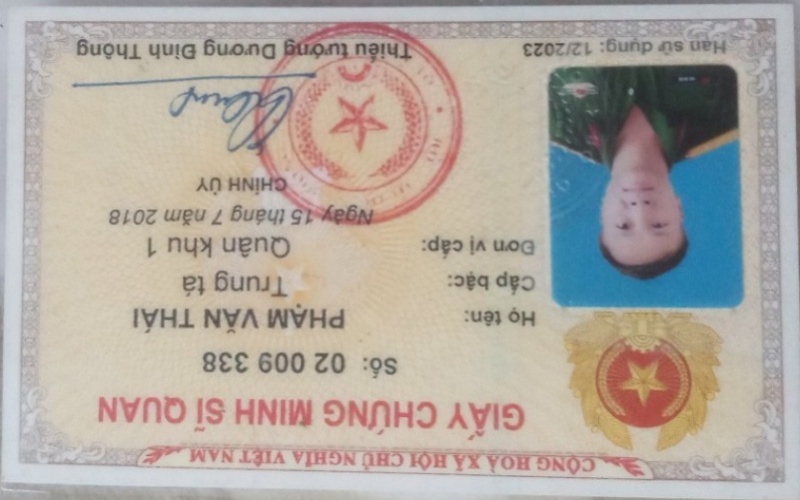 CỘNG HOÀ XÃ HỘI CHỦ NGHĨA VIỆT NAM
GIẤY CHỨNG MINH SĨ QUAN
Số: 02 009 338
Họ tên: PHẠM VĂN THÁI
Cấp bậc: Trung tá
Đơn vị cấp: Quân khu 1
Ngày 15 tháng 7 năm 2018
CHÍNH ỦY
Hạn sử dụng: 12/2023
Thiếu tướng Dương Đình Thông